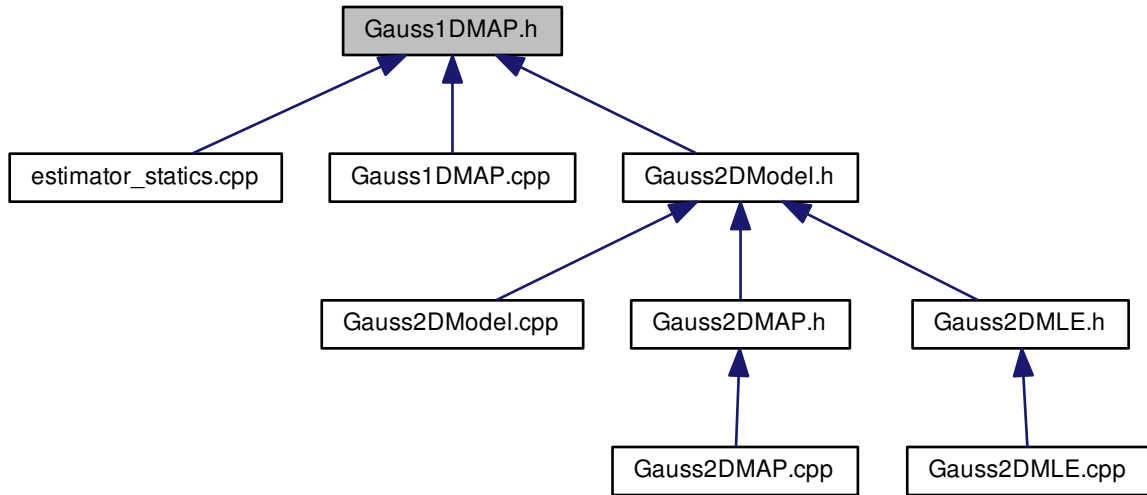 Gauss1DMAP.h
estimator_statics.cpp
Gauss1DMAP.cpp
Gauss2DModel.h
Gauss2DModel.cpp
Gauss2DMAP.h
Gauss2DMLE.h
Gauss2DMAP.cpp
Gauss2DMLE.cpp